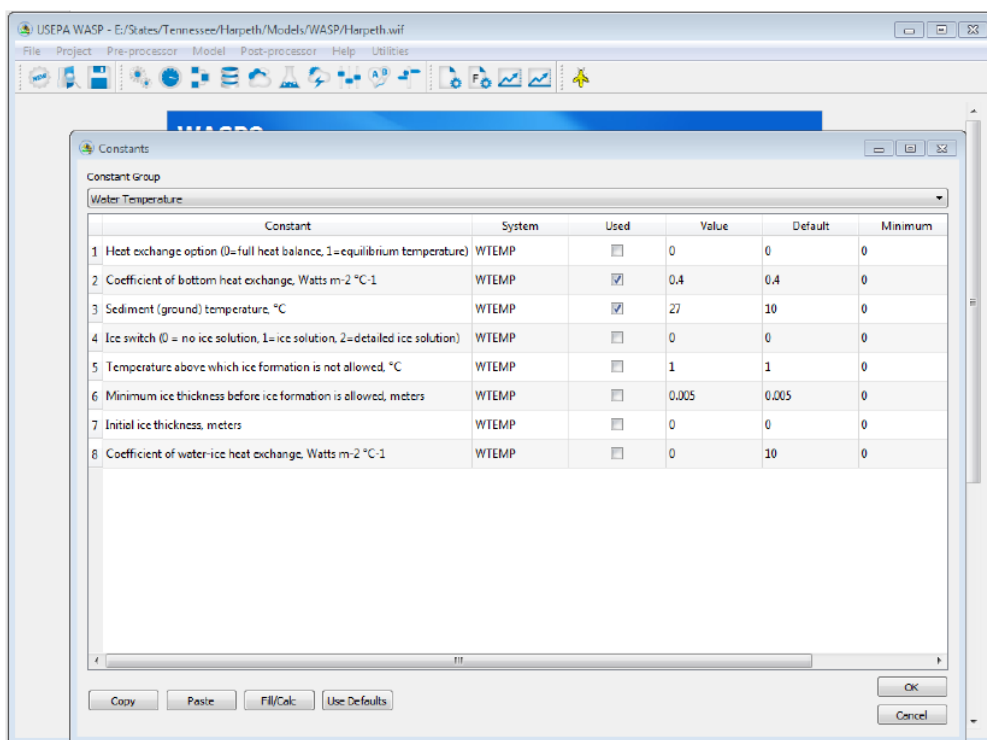 USEPA WASP - E:/States/Tennessee/Harpeth/Models/WASP/Harpeth.wif
File Project Pre-processor Model Post-processor Help Utilities
Constants
Constant Group
Water Temperature
Constant System Used Value Default Minimum
1 Heat exchange option (0=full heat balance, 1=equilibrium temperature) WTEMP 0 0 0
2 Coefficient of bottom heat exchange, Watts m-2 °C-1 WTEMP 0.4 0.4 0
3 Sediment (ground) temperature, °C WTEMP 27 10 0
4 Ice switch (0 = no ice solution, 1=ice solution, 2=detailed ice solution) WTEMP 0 0 0
5 Temperature above which ice formation is not allowed, °C WTEMP 1 1 0
6 Minimum ice thickness before ice formation is allowed, meters WTEMP 0.005 0.005 0
7 Initial ice thickness, meters WTEMP 0 0 0
8 Coefficient of water-ice heat exchange, Watts m-2 °C-1 WTEMP 0 10 0
Copy Paste Fill/Calc Use Defaults
OK
Cancel